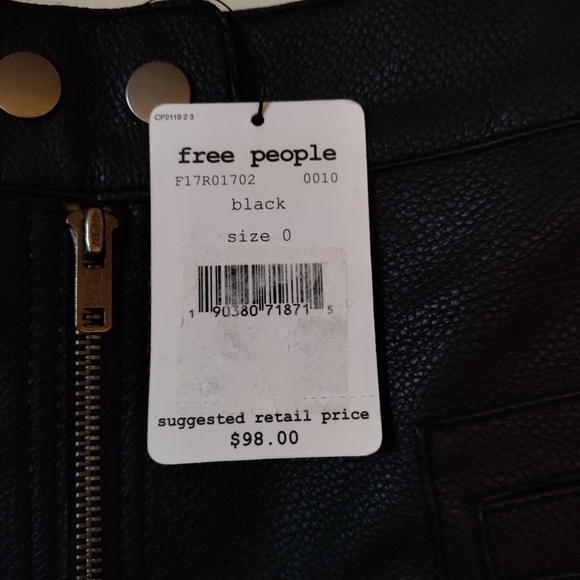 CP2119 2 3
free people
F17R01702 0010
black
size 0
1 90380 71871 5
suggested retail price
$98.00